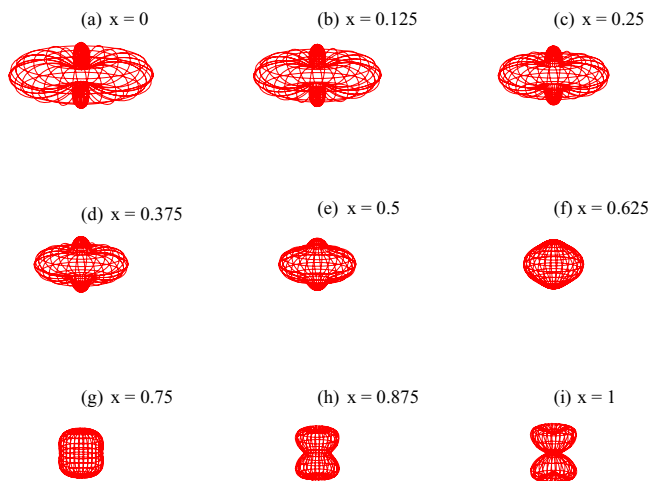 (a) x = 0
(b) x = 0.125
(c) x = 0.25
(d) x = 0.375
(e) x = 0.5
(f) x = 0.625
(g) x = 0.75
(h) x = 0.875
(i) x = 1